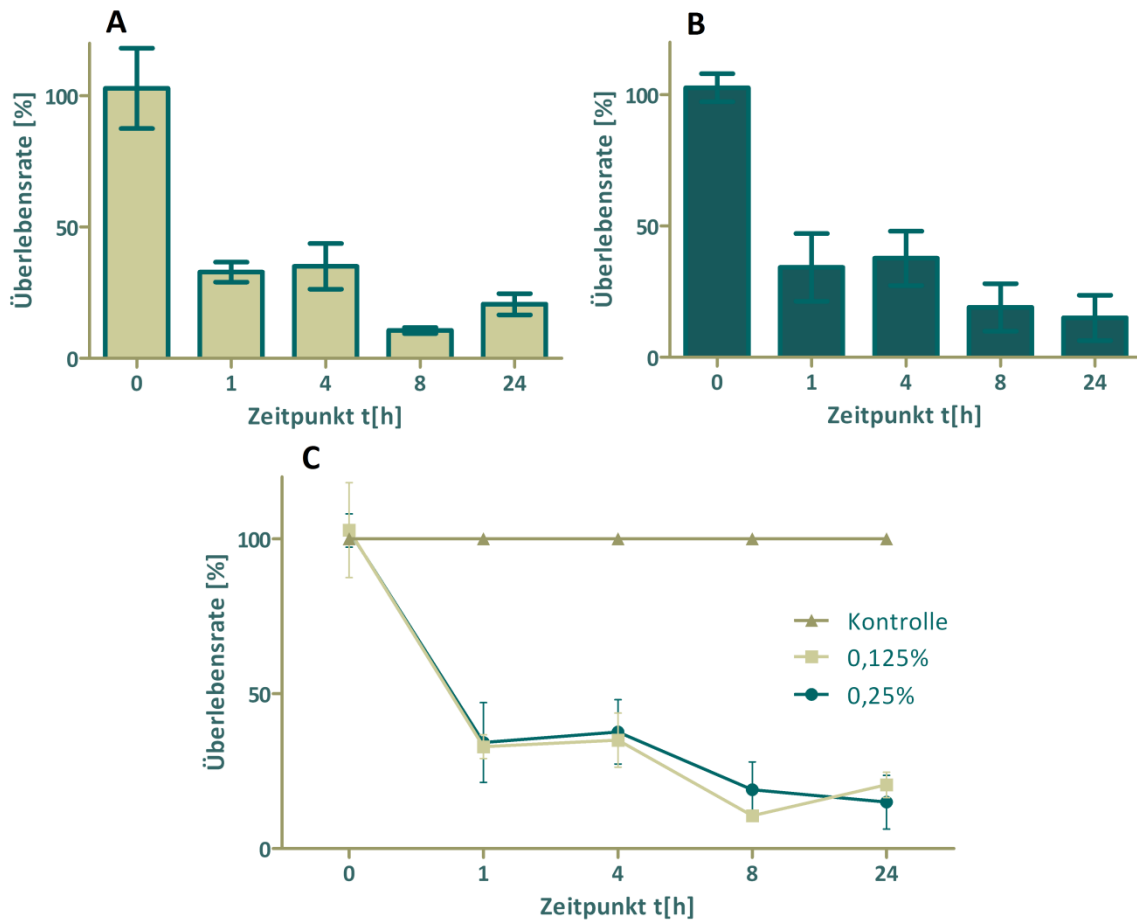 A
Überlebensrate [%]
100
50
0
0 1 4 8 24
Zeitpunkt t[h]
B
Überlebensrate [%]
100
50
0
0 1 4 8 24
Zeitpunkt t[h]
C
Überlebensrate [%]
100
50
0
Kontrolle
0,125%
0,25%
0 1 4 8 24
Zeitpunkt t[h]